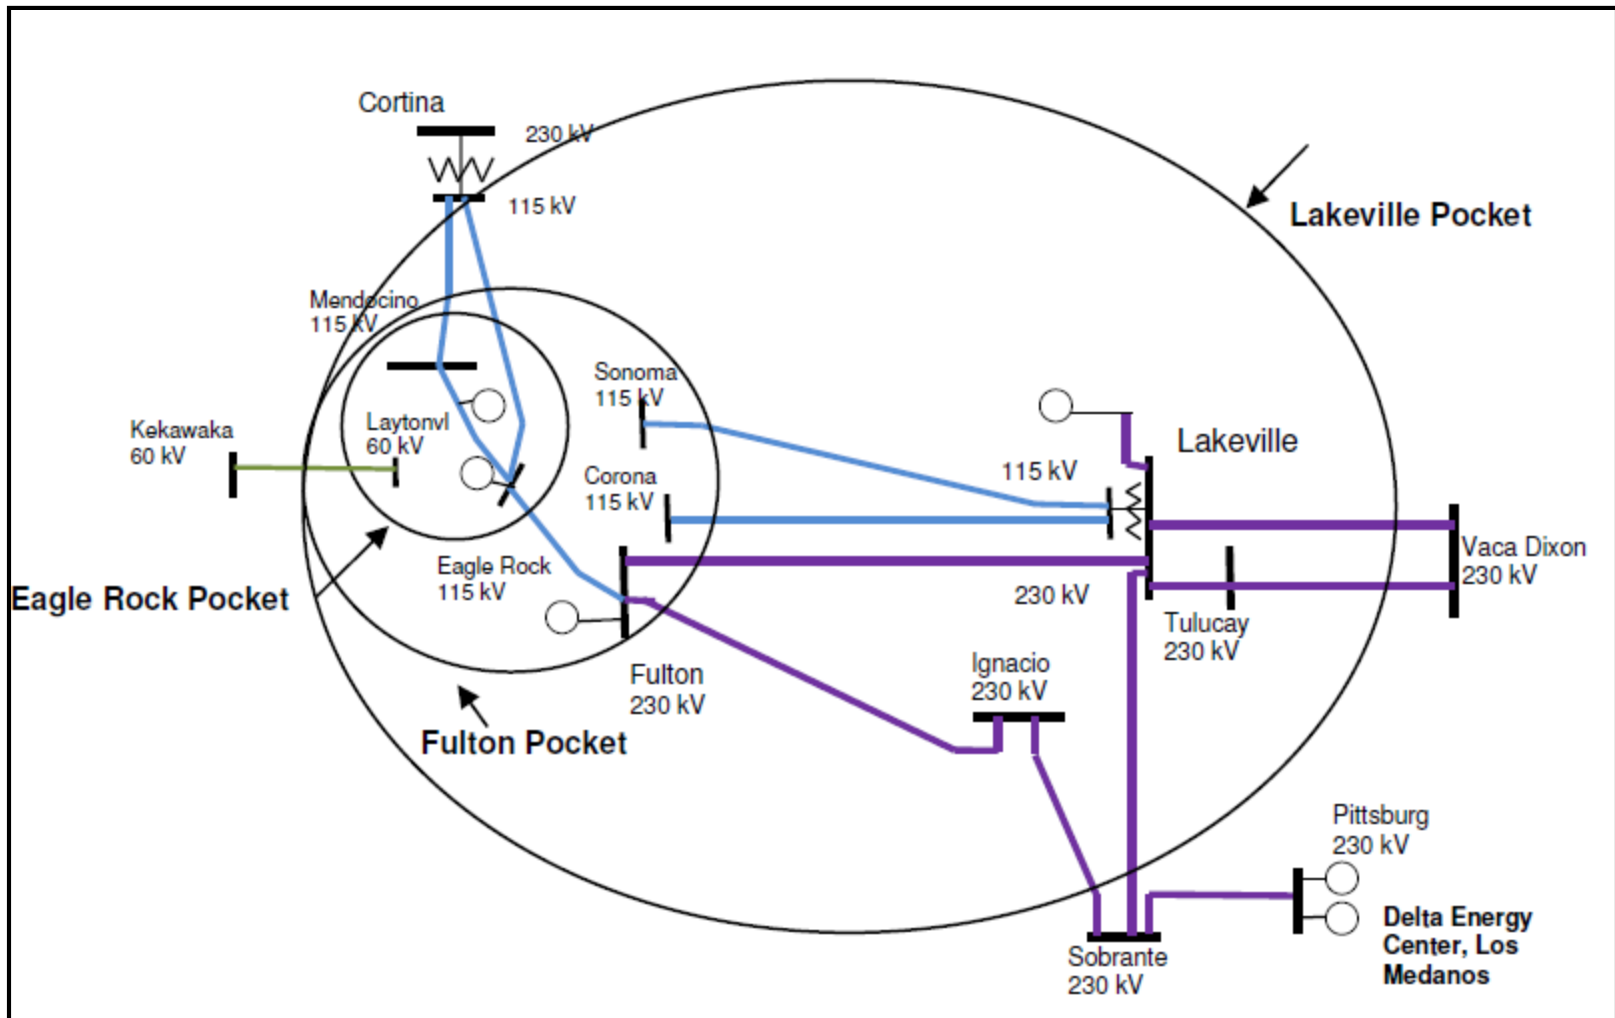 Cortina
230 kV
115 kV
Lakeville Pocket
Mendocino
115 kV
Sonoma
115 kV
Kekawaka
60 kV
Laytonvl
60 kV
Lakeville
115 kV
Corona
115 kV
Vaca Dixon
230 kV
Eagle Rock
115 kV
Eagle Rock Pocket
230 kV
Tulucay
230 kV
Fulton
230 kV
Ignacio
230 kV
Fulton Pocket
Pittsburg
230 kV
Delta Energy
Center, Los
Medanos
Sobrante
230 kV